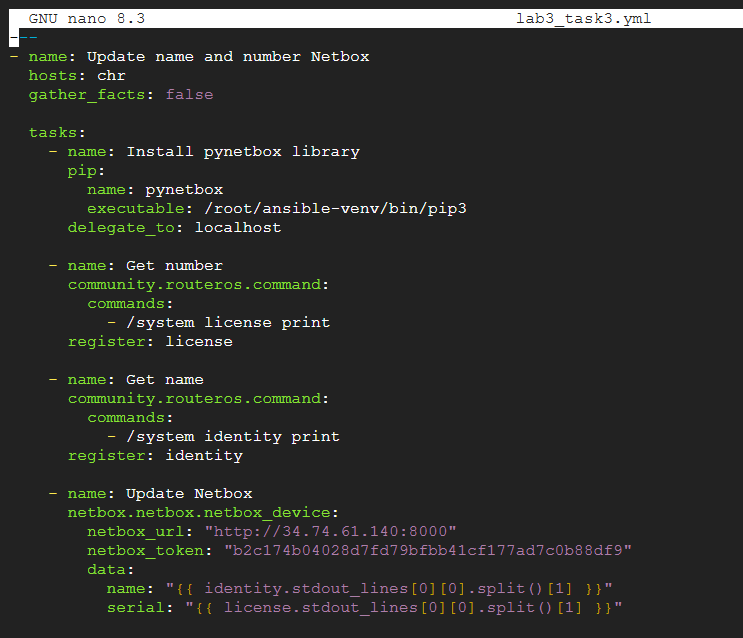 GNU nano 8.3 lab3_task3.yml
---
- name: Update name and number Netbox
  hosts: chr
  gather_facts: false

  tasks:
    - name: Install pynetbox library
      pip:
        name: pynetbox
        executable: /root/ansible-venv/bin/pip3
      delegate_to: localhost

    - name: Get number
      community.routeros.command:
        commands:
          - /system license print
      register: license

    - name: Get name
      community.routeros.command:
        commands:
          - /system identity print
      register: identity

    - name: Update Netbox
      netbox.netbox.netbox_device:
        netbox_url: "http://34.74.61.140:8000"
        netbox_token: "b2c174b04028d7fd79bfbb41cf177ad7c0b88df9"
        data:
          name: "{{ identity.stdout_lines[0][0].split()[1] }}"
          serial: "{{ license.stdout_lines[0][0].split()[1] }}"